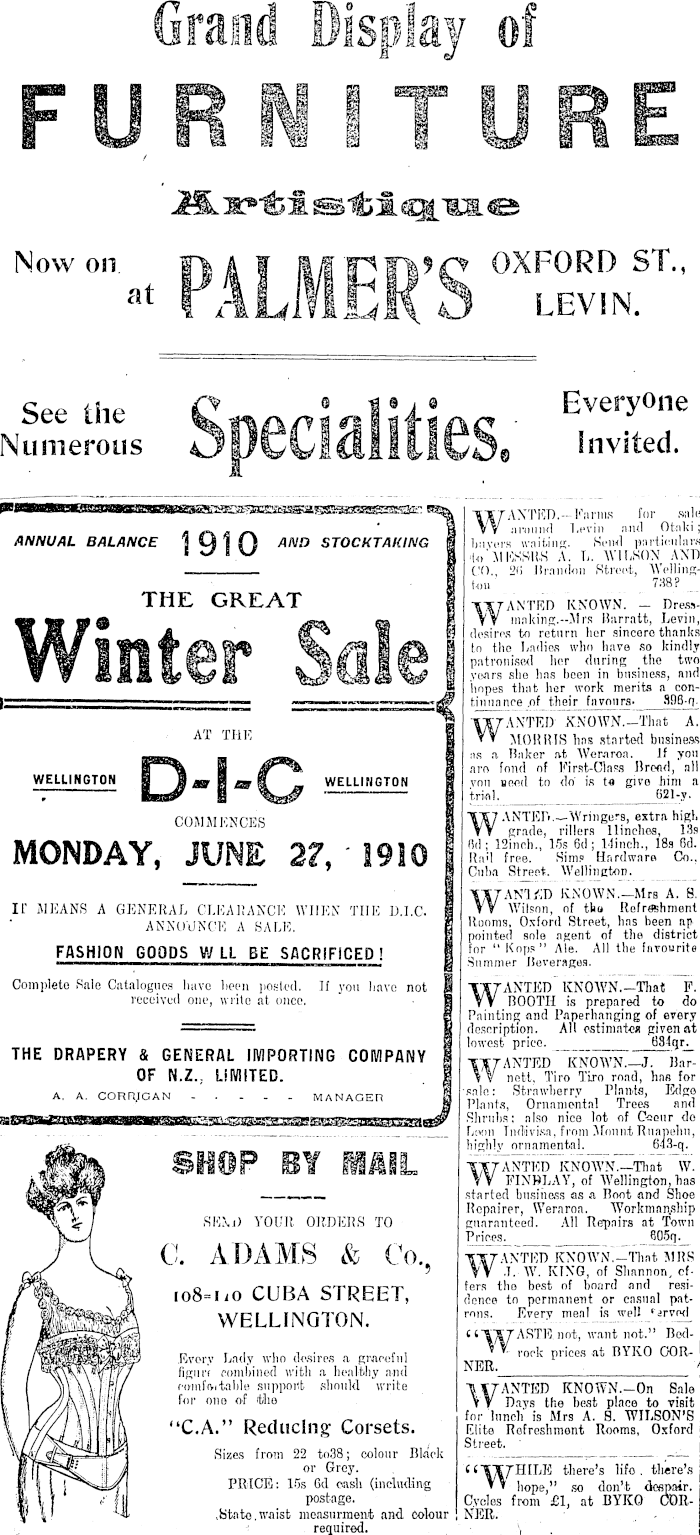 Grand Display of
FURNITURE
Artistique
Now on at PALMER'S OXFORD ST., LEVIN.
See the Numerous Specialities. Everyone Invited.
ANNUAL BALANCE 1910 AND STOCKTAKING
THE GREAT
Winter Sale
AT THE
WELLINGTON D-I-C WELLINGTON
COMMENCES
MONDAY, JUNE 27, 1910
IT MEANS A GENERAL CLEARANCE WHEN THE D.I.C.
ANNOUNCE A SALE.
FASHION GOODS W LL BE SACRIFICED!
Complete Sale Catalogues have been posted. If you have not
received one, write at once.
THE DRAPERY & GENERAL IMPORTING COMPANY
OF N.Z., LIMITED.
A. A. CORRIGAN - - - - MANAGER
SHOP BY MAIL
SEND YOUR ORDERS TO
C. ADAMS & Co.,
108=110 CUBA STREET,
WELLINGTON.
Every Lady who desires a graceful
figure combined with a healthy and
comfortable support should write
for one of the
"C.A." Reducing Corsets.
Sizes from 22 to38; colour Black
or Grey.
PRICE: 15s 6d cash (including
postage.
State waist measurment and colour
required.
WANTED.—Farms for sale
around Levin and Otaki;
buyers waiting. Send particulars
to MESSRS A. L. WILSON AND
CO., 26 Brandon Street, Welling-
ton 738?
WANTED KNOWN. — Dress-
making.--Mrs Barratt, Levin,
desires to return her sincere thanks
to the Ladies who have so kindly
patronised her during the two
years she has been in business, and
hopes that her work merits a con-
tinuance of their favours. 396-q.
WANTED KNOWN.—That A.
MORRIS has started business
as a Baker at Weraroa. If you
are fond of First-Class Bread, all
you need to do is to give him a
trial. 621-y.
WANTED.—Wringers, extra high
grade, rillers 11inches, 13s
6d; 12inch., 15s 6d; 14inch., 18s 6d.
Rail free. Sims Hardware Co.,
Cuba Street. Wellington.
WANTED KNOWN.—Mrs A. S.
Wilson, of the Refreshment
Rooms, Oxford Street, has been ap
pointed sole agent of the district
for "Kops" Ale. All the favourite
Summer Beverages.
WANTED KNOWN.—That F.
BOOTH is prepared to do
Painting and Paperhanging of every
description. All estimates given at
lowest price. 634qr.
WANTED KNOWN.—J. Bar-
nett, Tiro Tiro road, has for
sale: Strawberry Plants, Edge
Plants, Ornamental Trees and
Shrubs: also nice lot of Coeur de
Leon Indivisa, from Mount Ruapehu,
highly ornamental. 643-q.
WANTED KNOWN.—That W.
FINDLAY, of Wellington, has
started business as a Boot and Shoe
Repairer, Weraroa. Workmanship
guaranteed. All Repairs at Town
Prices. 605q.
WANTED KNOWN.—That MRS
J. W. KING, of Shannon, of-
fers the best of board and resi-
dence to permanent or casual pat-
rons. Every meal is well served
"WASTE not, want not." Bed-
rock prices at BYKO COR-
NER.
WANTED KNOWN.—On Sale
Days the best place to visit
for lunch is Mrs A. S. WILSON'S
Elite Refreshment Rooms, Oxford
Street.
"WHILE there's life there's
hope," so don't despair.
Cycles from £1, at BYKO COR-
NER.